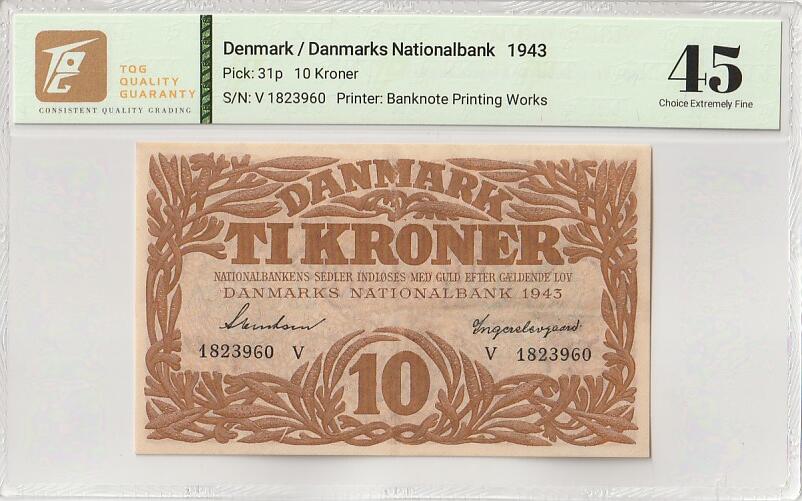 TQG
QUALITY
GUARANTY
CONSISTENT QUALITY GRADING
Denmark / Danmarks Nationalbank 1943
Pick: 31p 10 Kroner
S/N: V 1823960 Printer: Banknote Printing Works
45
Choice Extremely Fine
DANMARK
TI KRONER
NATIONALBANKENS SEDLER INDLØSES MED GULD EFTER GÆLDENDE LOV
DANMARKS NATIONALBANK 1943
Svendsen
Ingerslevgaard
1823960 V
V 1823960
10